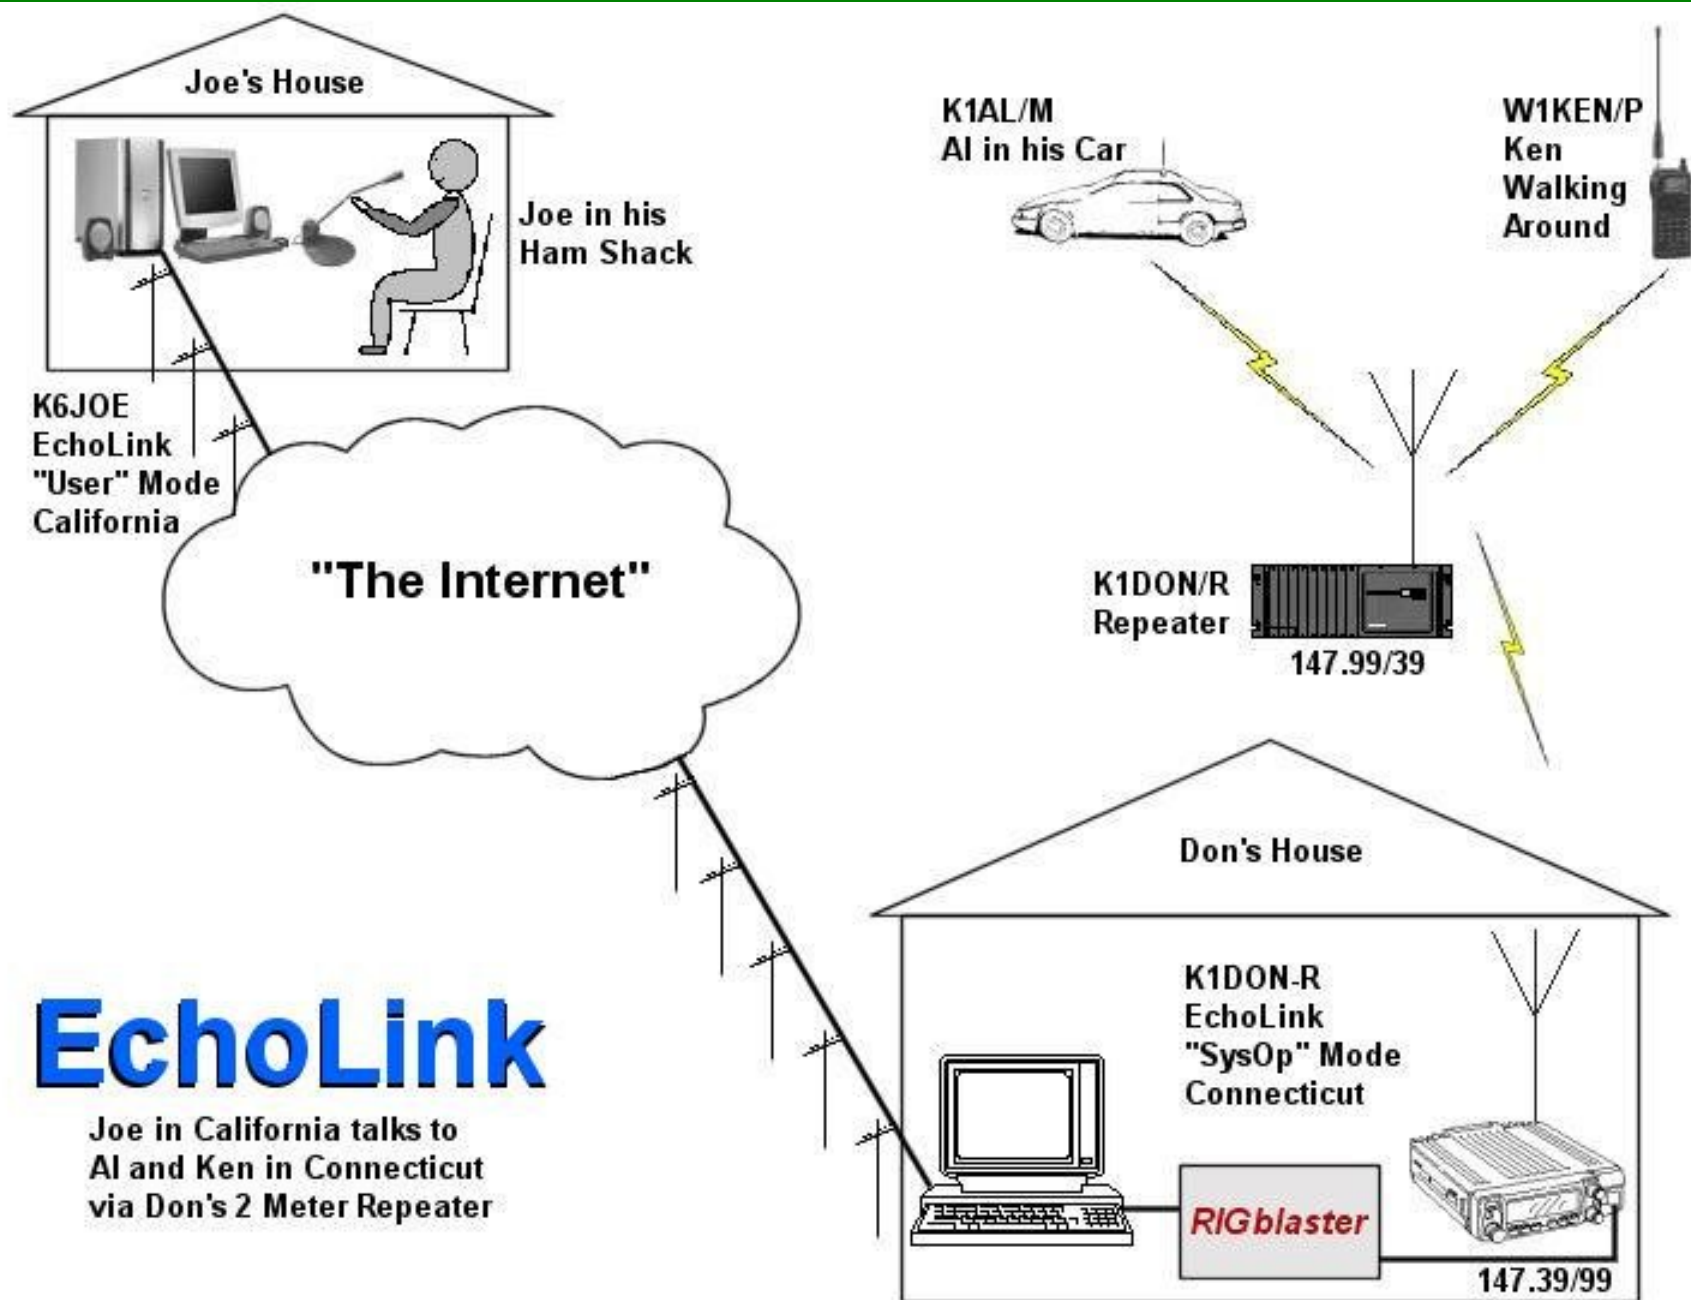 Joe's House
Joe in his
Ham Shack
K6JOE
EchoLink
"User" Mode
California
K1AL/M
Al in his Car
W1KEN/P
Ken
Walking
Around
"The Internet"
K1DON/R
Repeater
147.99/39
Don's House
K1DON-R
EchoLink
"SysOp" Mode
Connecticut
RIGblaster
147.39/99
EchoLink
Joe in California talks to
Al and Ken in Connecticut
via Don's 2 Meter Repeater